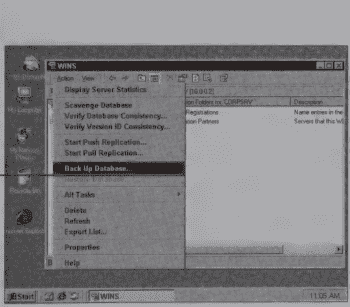 WINS
Action View
Display Server Statistics
Scavenge Database
Verify Database Consistency...
Verify Version ID Consistency...
Start Push Replication...
Start Pull Replication...
Back Up Database...
All Tasks
Delete
Refresh
Export List...
Properties
Help
Description
Registrations
Name entries in the
Servers that this WI
Start
WINS
11:05 AM